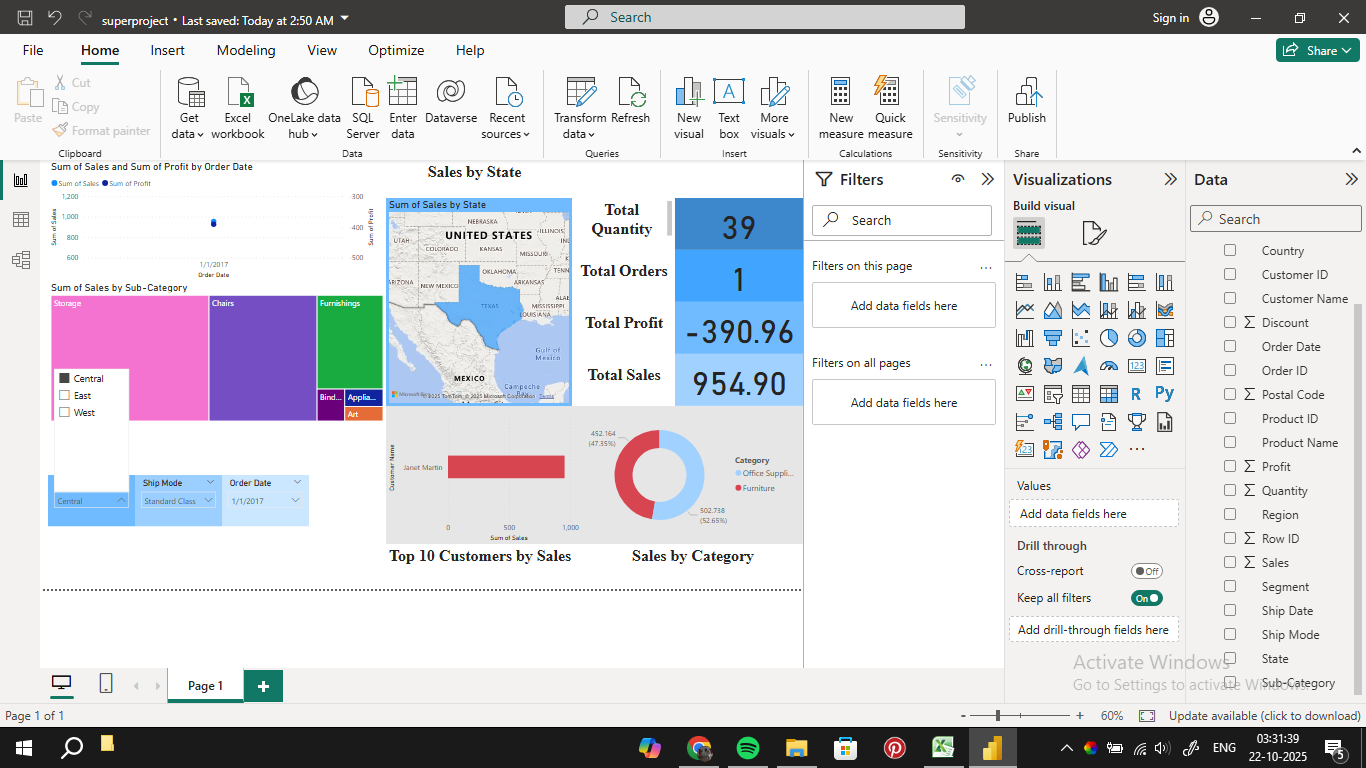 superproject • Last saved: Today at 2:50 AM
Search
Sign in
File
Home
Insert
Modeling
View
Optimize
Help
Share
Paste
Cut
Copy
Format painter
Clipboard
Get data
Excel workbook
OneLake data hub
SQL Server
Enter data
Dataverse
Recent sources
Data
Transform data
Refresh
Queries
New visual
Text box
More visuals
Insert
New measure
Quick measure
Calculations
Sensitivity
Sensitivity
Publish
Share
Sum of Sales and Sum of Profit by Order Date
Sum of Sales
Sum of Profit
1,200
1,000
800
600
Sum of Sales
300
400
500
Sum of Profit
1/1/2017
Order Date
Sum of Sales by Sub-Category
Storage
Chairs
Furnishings
Bind...
Applia...
Art
Central
East
West
Central
Ship Mode
Standard Class
Order Date
1/1/2017
Sales by State
Sum of Sales by State
NEBRASKA
ILLINOIS
UTAH
UNITED STATES
COLORADO
KANSAS
MISSOURI
OKLAHOMA
TENN
ARIZONA
NEW MEXICO
ARKANSAS
TEXAS
MISSISSIPPI
LOUISIANA
Gulf of
Mexico
MEXICO
Campeche
© 2025 TomTom, © 2025 Microsoft Corporation Terms
Total Quantity
39
Total Orders
1
Total Profit
-390.96
Total Sales
954.90
Customer Name
Janet Martin
0
500
1,000
Sum of Sales
Top 10 Customers by Sales
452.164
(47.35%)
502.738
(52.65%)
Category
Office Suppli...
Furniture
Sales by Category
Filters
Search
Filters on this page
...
Add data fields here
Filters on all pages
...
Add data fields here
Visualizations
Build visual
123
R
Py
123
...
Values
Add data fields here
Drill through
Cross-report
Off
Keep all filters
On
Add drill-through fields here
Data
Search
Country
Customer ID
Customer Name
Discount
Order Date
Order ID
Postal Code
Product ID
Product Name
Profit
Quantity
Region
Row ID
Sales
Segment
Ship Date
Ship Mode
State
Sub-Category
Activate Windows
Go to Settings to activate Windows.
Page 1
Page 1 of 1
60%
Update available (click to download)
ENG
03:31:39
22-10-2025
5